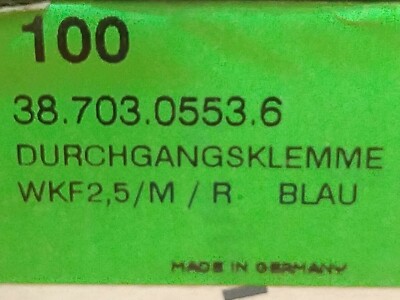 100
38.703.0553.6
DURCHGANGSKLEMME
WKF2,5/M / R BLAU
MADE IN GERMANY